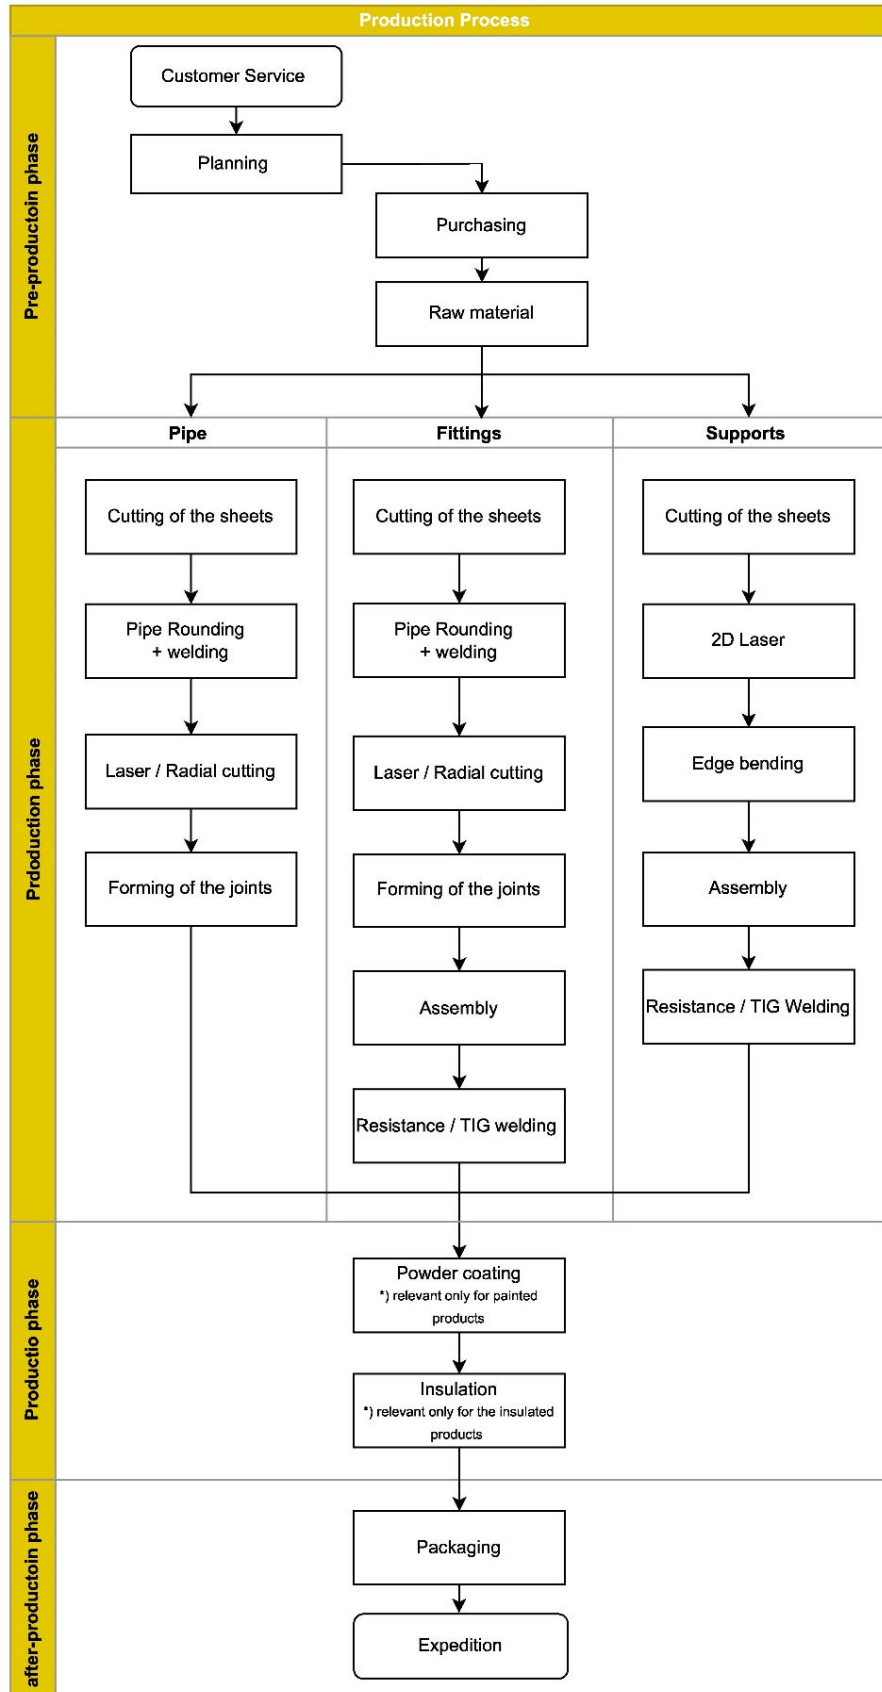 Production Process
Pre-productoin phase
Customer Service
Planning
Purchasing
Raw material
Prdoduction phase
Pipe
Fittings
Supports
Cutting of the sheets
Pipe Rounding
+ welding
Laser / Radial cutting
Forming of the joints
Cutting of the sheets
Pipe Rounding
+ welding
Laser / Radial cutting
Forming of the joints
Assembly
Resistance / TIG welding
Cutting of the sheets
2D Laser
Edge bending
Assembly
Resistance / TIG Welding
Productio phase
Powder coating
*) relevant only for painted
products
Insulation
*) relevant only for the insulated
products
after-productoin phase
Packaging
Expedition